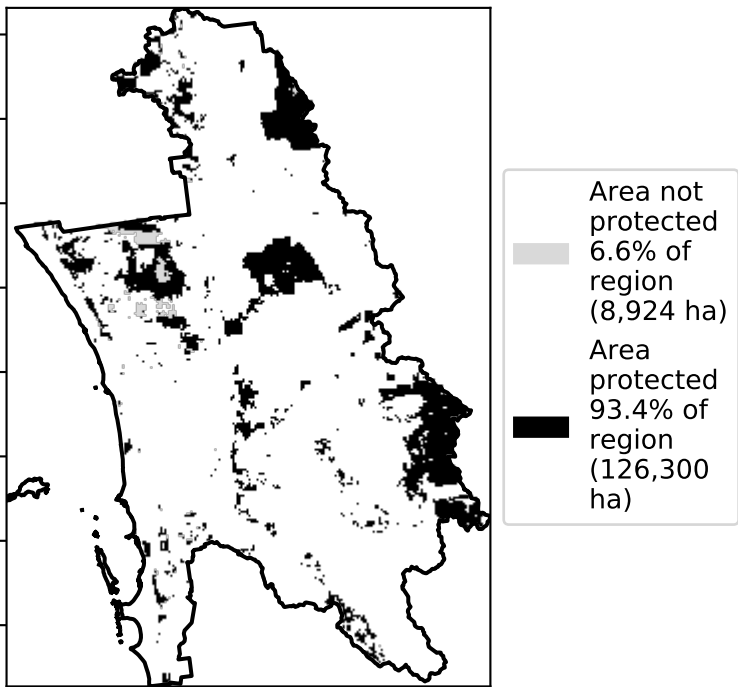 Area not
protected
6.6% of
region
(8,924 ha)
Area
protected
93.4% of
region
(126,300
ha)